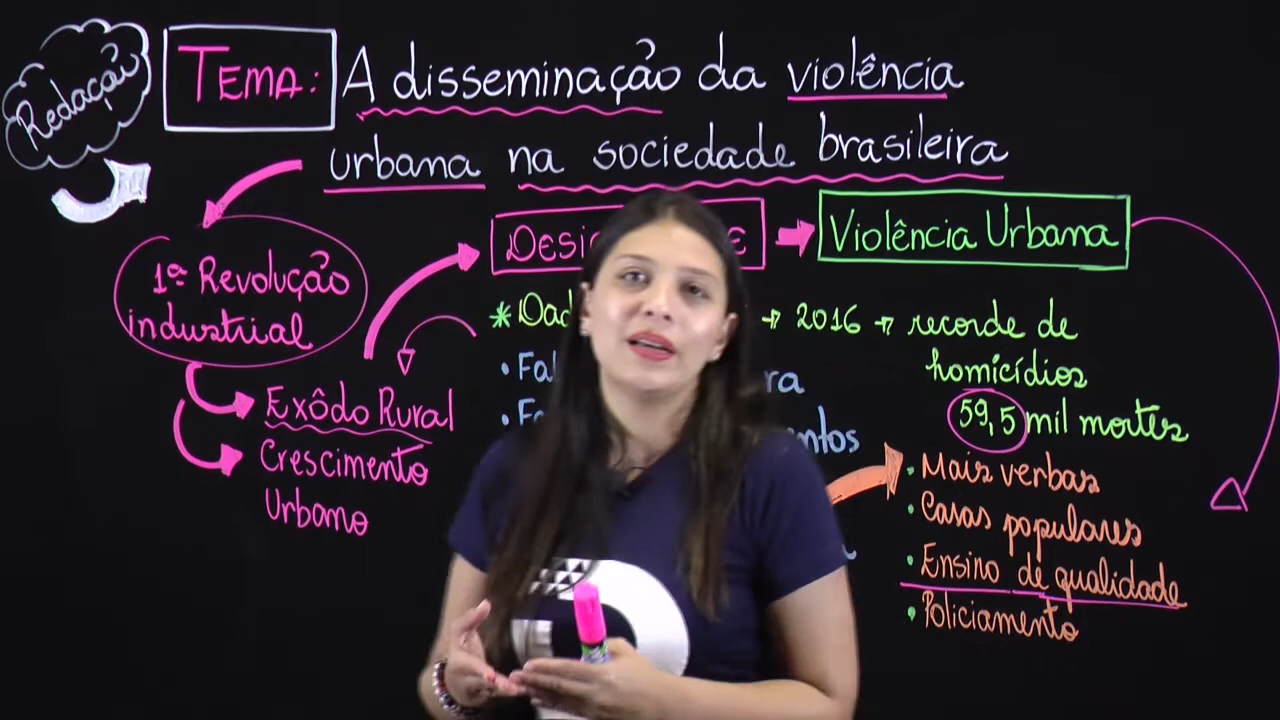 Redação
TEMA: A disseminação da violência
urbana na sociedade brasileira
1ª Revolução
industrial
Exôdo Rural
Crescimento
Urbano
Violência Urbana
→ 2016 → recorde de
homicídios
59,5 mil mortes
• Mais verbas
• Casas populares
• Ensino de qualidade
• Policiamento